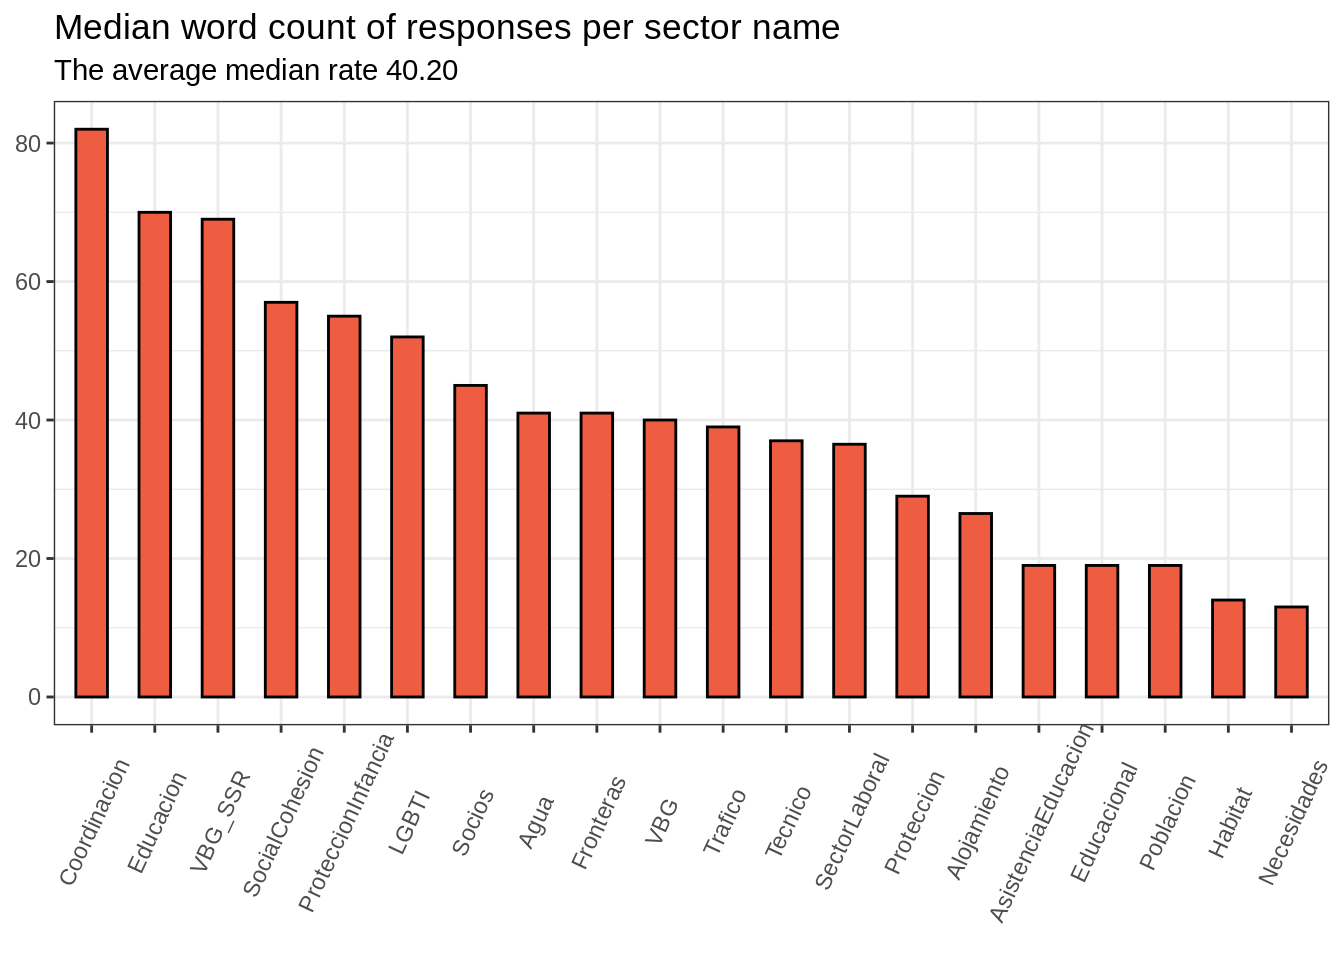 Median word count of responses per sector name
The average median rate 40.20
80
60
40
20
0
Coordinacion
Educacion
VBG_SSR
SocialCohesion
ProteccionInfancia
LGBTI
Socios
Agua
Fronteras
VBG
Trafico
Tecnico
SectorLaboral
Proteccion
Alojamiento
AsistenciaEducacion
Educacional
Poblacion
Habitat
Necesidades